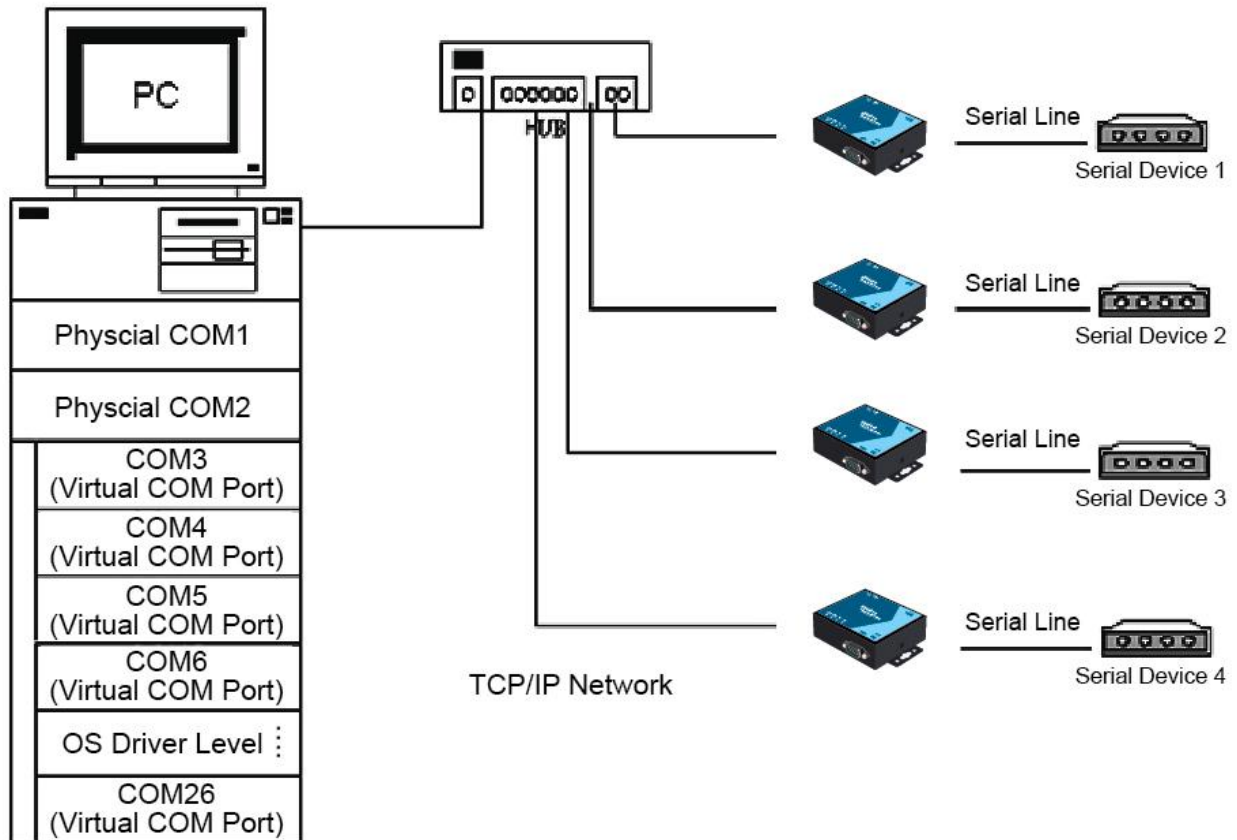 PC
HUB
Physcial COM1
Physcial COM2
COM3
(Virtual COM Port)
COM4
(Virtual COM Port)
COM5
(Virtual COM Port)
COM6
(Virtual COM Port)
OS Driver Level
COM26
(Virtual COM Port)
TCP/IP Network
Serial Line
Serial Device 1
Serial Line
Serial Device 2
Serial Line
Serial Device 3
Serial Line
Serial Device 4